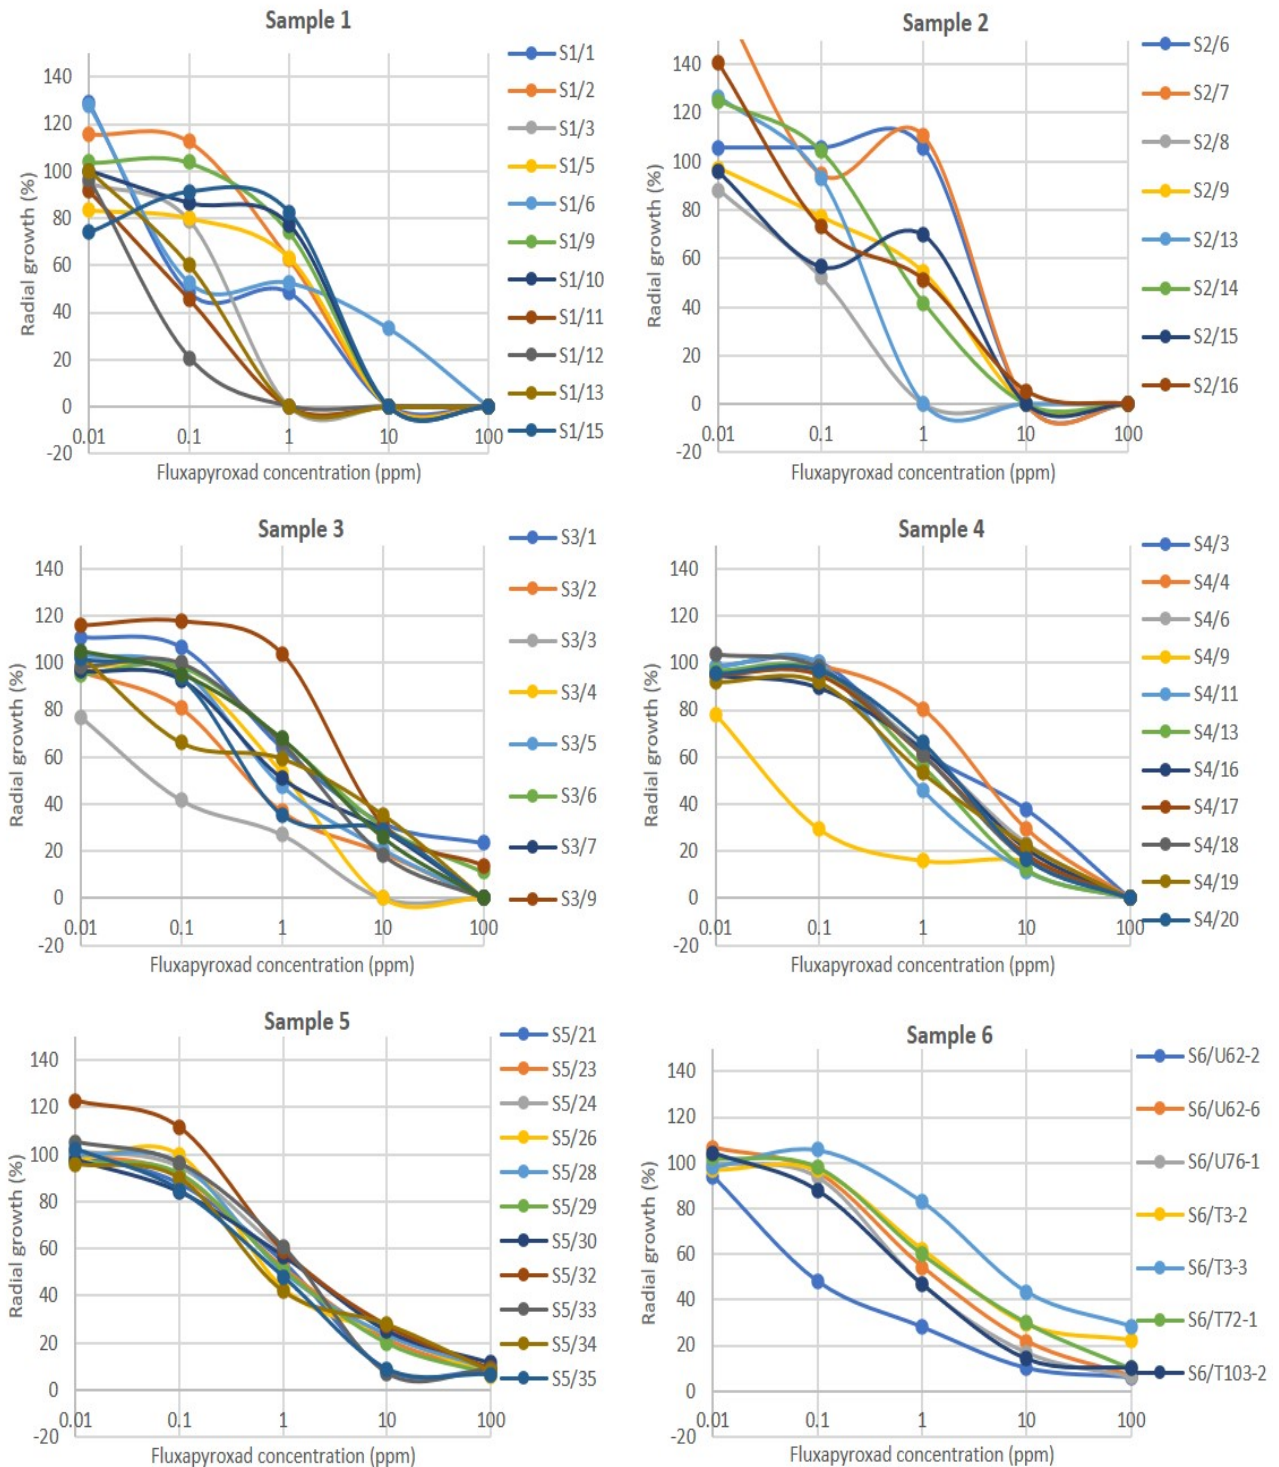 Sample 1
Radial growth (%)
140
120
100
80
60
40
20
0
-20
0.01
0.1
1
10
100
Fluxapyroxad concentration (ppm)
S1/1
S1/2
S1/3
S1/5
S1/6
S1/9
S1/10
S1/11
S1/12
S1/13
S1/15
Sample 2
Radial growth (%)
140
120
100
80
60
40
20
0
-20
0.01
0.1
1
10
100
Fluxapyroxad concentration (ppm)
S2/6
S2/7
S2/8
S2/9
S2/13
S2/14
S2/15
S2/16
Sample 3
Radial growth (%)
140
120
100
80
60
40
20
0
-20
0.01
0.1
1
10
100
Fluxapyroxad concentration (ppm)
S3/1
S3/2
S3/3
S3/4
S3/5
S3/6
S3/7
S3/9
Sample 4
Radial growth (%)
140
120
100
80
60
40
20
0
-20
0.01
0.1
1
10
100
Fluxapyroxad concentration (ppm)
S4/3
S4/4
S4/6
S4/9
S4/11
S4/13
S4/16
S4/17
S4/18
S4/19
S4/20
Sample 5
Radial growth (%)
140
120
100
80
60
40
20
0
-20
0.01
0.1
1
10
100
Fluxapyroxad concentration (ppm)
S5/21
S5/23
S5/24
S5/26
S5/28
S5/29
S5/30
S5/32
S5/33
S5/34
S5/35
Sample 6
Radial growth (%)
140
120
100
80
60
40
20
0
-20
0.01
0.1
1
10
100
Fluxapyroxad concentration (ppm)
S6/U62-2
S6/U62-6
S6/U76-1
S6/T3-2
S6/T3-3
S6/T72-1
S6/T103-2